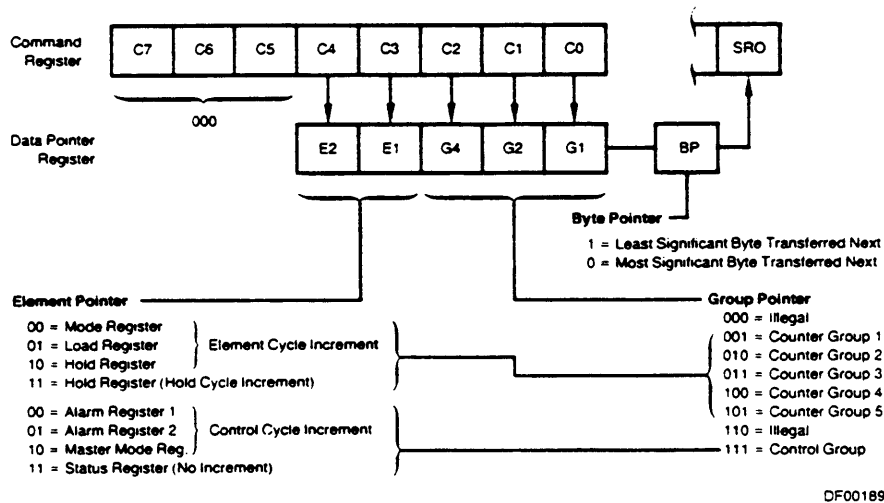 Command Register
C7 C6 C5 C4 C3 C2 C1 C0
SRO
000
Data Pointer Register
E2 E1 G4 G2 G1
BP
Byte Pointer
1 = Least Significant Byte Transferred Next
0 = Most Significant Byte Transferred Next
Element Pointer
00 = Mode Register
01 = Load Register
10 = Hold Register
Element Cycle Increment
11 = Hold Register (Hold Cycle Increment)
00 = Alarm Register 1
01 = Alarm Register 2
10 = Master Mode Reg.
Control Cycle Increment
11 = Status Register (No Increment)
Group Pointer
000 = Illegal
001 = Counter Group 1
010 = Counter Group 2
011 = Counter Group 3
100 = Counter Group 4
101 = Counter Group 5
110 = Illegal
111 = Control Group
DF00189